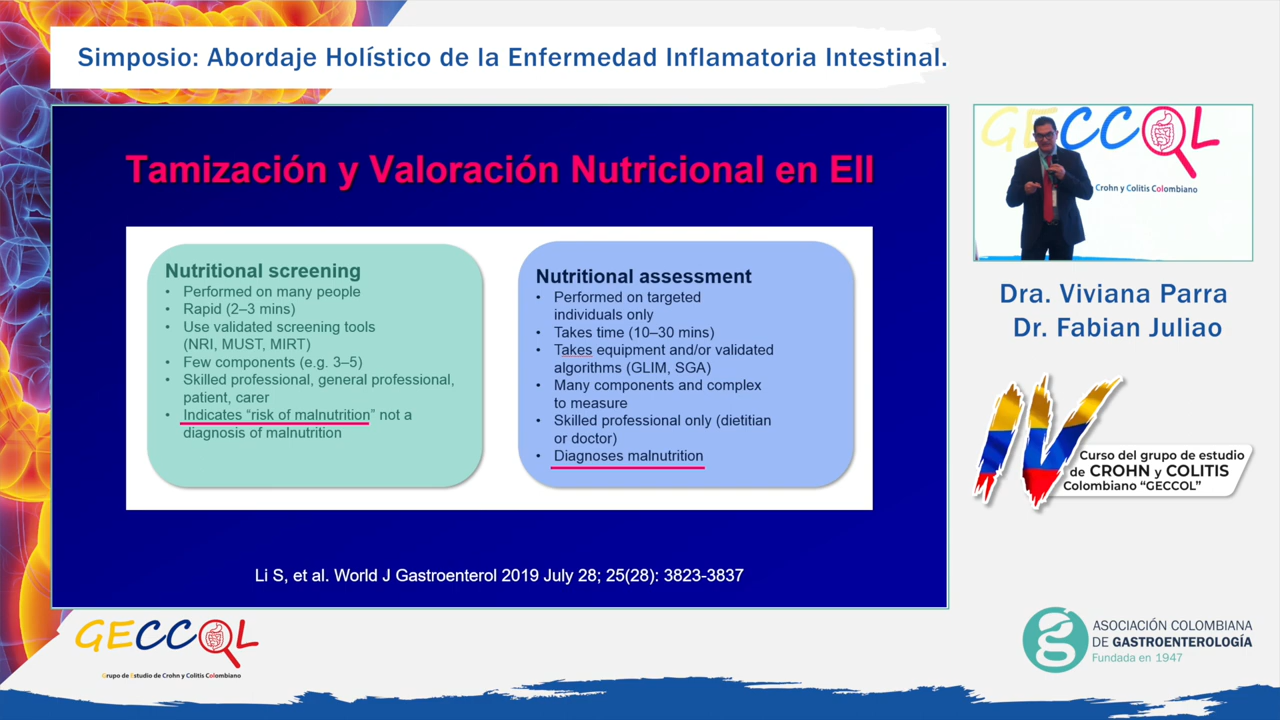 Simposio: Abordaje Holístico de la Enfermedad Inflamatoria Intestinal.
Tamización y Valoración Nutricional en EII
Nutritional screening
• Performed on many people
• Rapid (2–3 mins)
• Use validated screening tools
(NRI, MUST, MIRT)
• Few components (e.g. 3–5)
• Skilled professional, general professional,
patient, carer
• Indicates “risk of malnutrition” not a
diagnosis of malnutrition
Nutritional assessment
• Performed on targeted
individuals only
• Takes time (10–30 mins)
• Takes equipment and/or validated
algorithms (GLIM, SGA)
• Many components and complex
to measure
• Skilled professional only (dietitian
or doctor)
• Diagnoses malnutrition
Li S, et al. World J Gastroenterol 2019 July 28; 25(28): 3823-3837
GECCOL
Crohn y Colitis Colombiano
Dra. Viviana Parra
Dr. Fabian Juliao
IV
Curso del grupo de estudio
de CROHN y COLITIS
Colombiano “GECCOL”
GECCOL
Grupo de Estudio de Crohn y Colitis Colombiano
ASOCIACIÓN COLOMBIANA
DE GASTROENTEROLOGÍA
Fundada en 1947